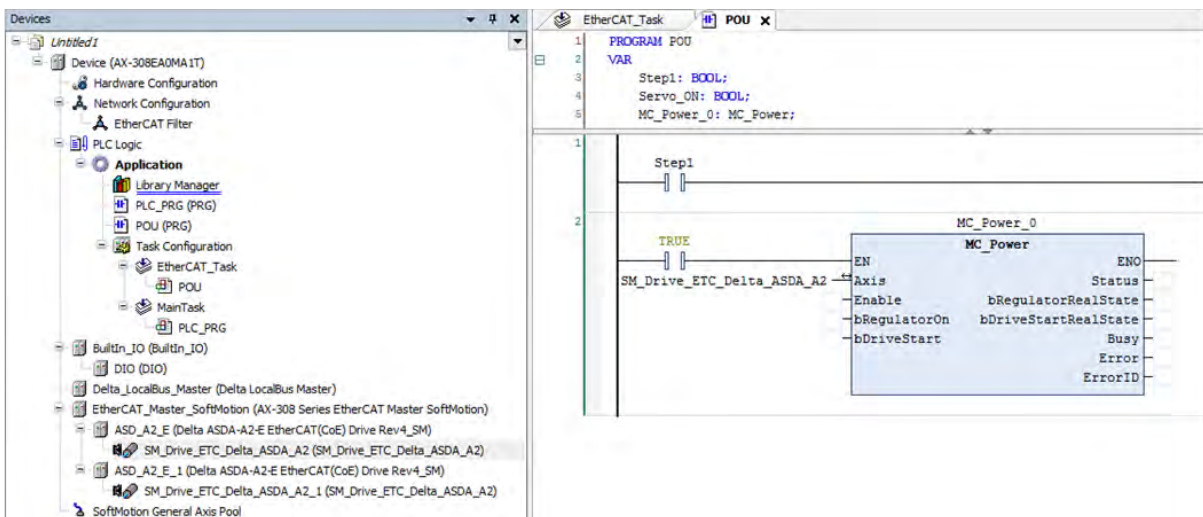 Devices
Untitled1
Device (AX-308EA0MA1T)
Hardware Configuration
Network Configuration
EtherCAT Filter
PLC Logic
Application
Library Manager
PLC_PRG (PRG)
POU (PRG)
Task Configuration
EtherCAT_Task
POU
MainTask
PLC_PRG
BuiltIn_IO (BuiltIn_IO)
DIO (DIO)
Delta_LocalBus_Master (Delta LocalBus Master)
EtherCAT_Master_SoftMotion (AX-308 Series EtherCAT Master SoftMotion)
ASD_A2_E (Delta ASDA-A2-E EtherCAT(CoE) Drive Rev4_SM)
SM_Drive_ETC_Delta_ASDA_A2 (SM_Drive_ETC_Delta_ASDA_A2)
ASD_A2_E_1 (Delta ASDA-A2-E EtherCAT(CoE) Drive Rev4_SM)
SM_Drive_ETC_Delta_ASDA_A2_1 (SM_Drive_ETC_Delta_ASDA_A2)
SoftMotion General Axis Pool
EtherCAT_Task POU X
1 PROGRAM POU
2 VAR
3 Step1: BOOL;
4 Servo_ON: BOOL;
5 MC_Power_0: MC_Power;
1
Step1
2
MC_Power_0
TRUE MC_Power
EN ENO
SM_Drive_ETC_Delta_ASDA_A2 Axis Status
Enable bRegulatorRealState
bRegulatorOn bDriveStartRealState
bDriveStart Busy
Error
ErrorID